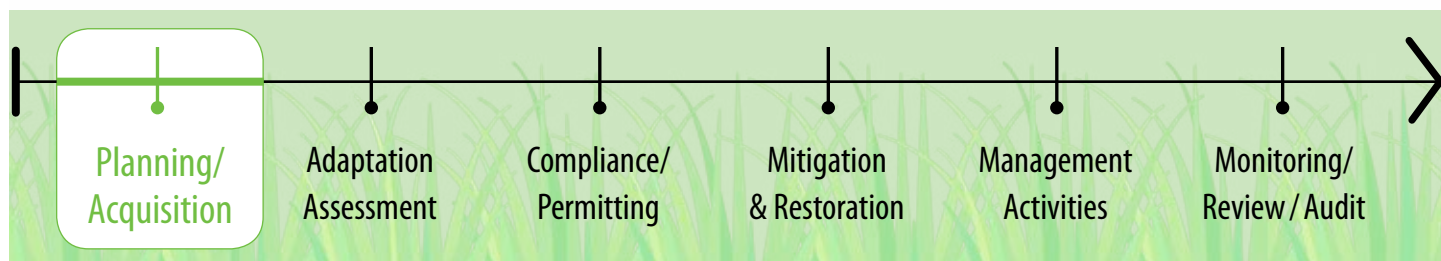 Planning/
Acquisition
Adaptation
Assessment
Compliance/
Permitting
Mitigation
& Restoration
Management
Activities
Monitoring/
Review / Audit